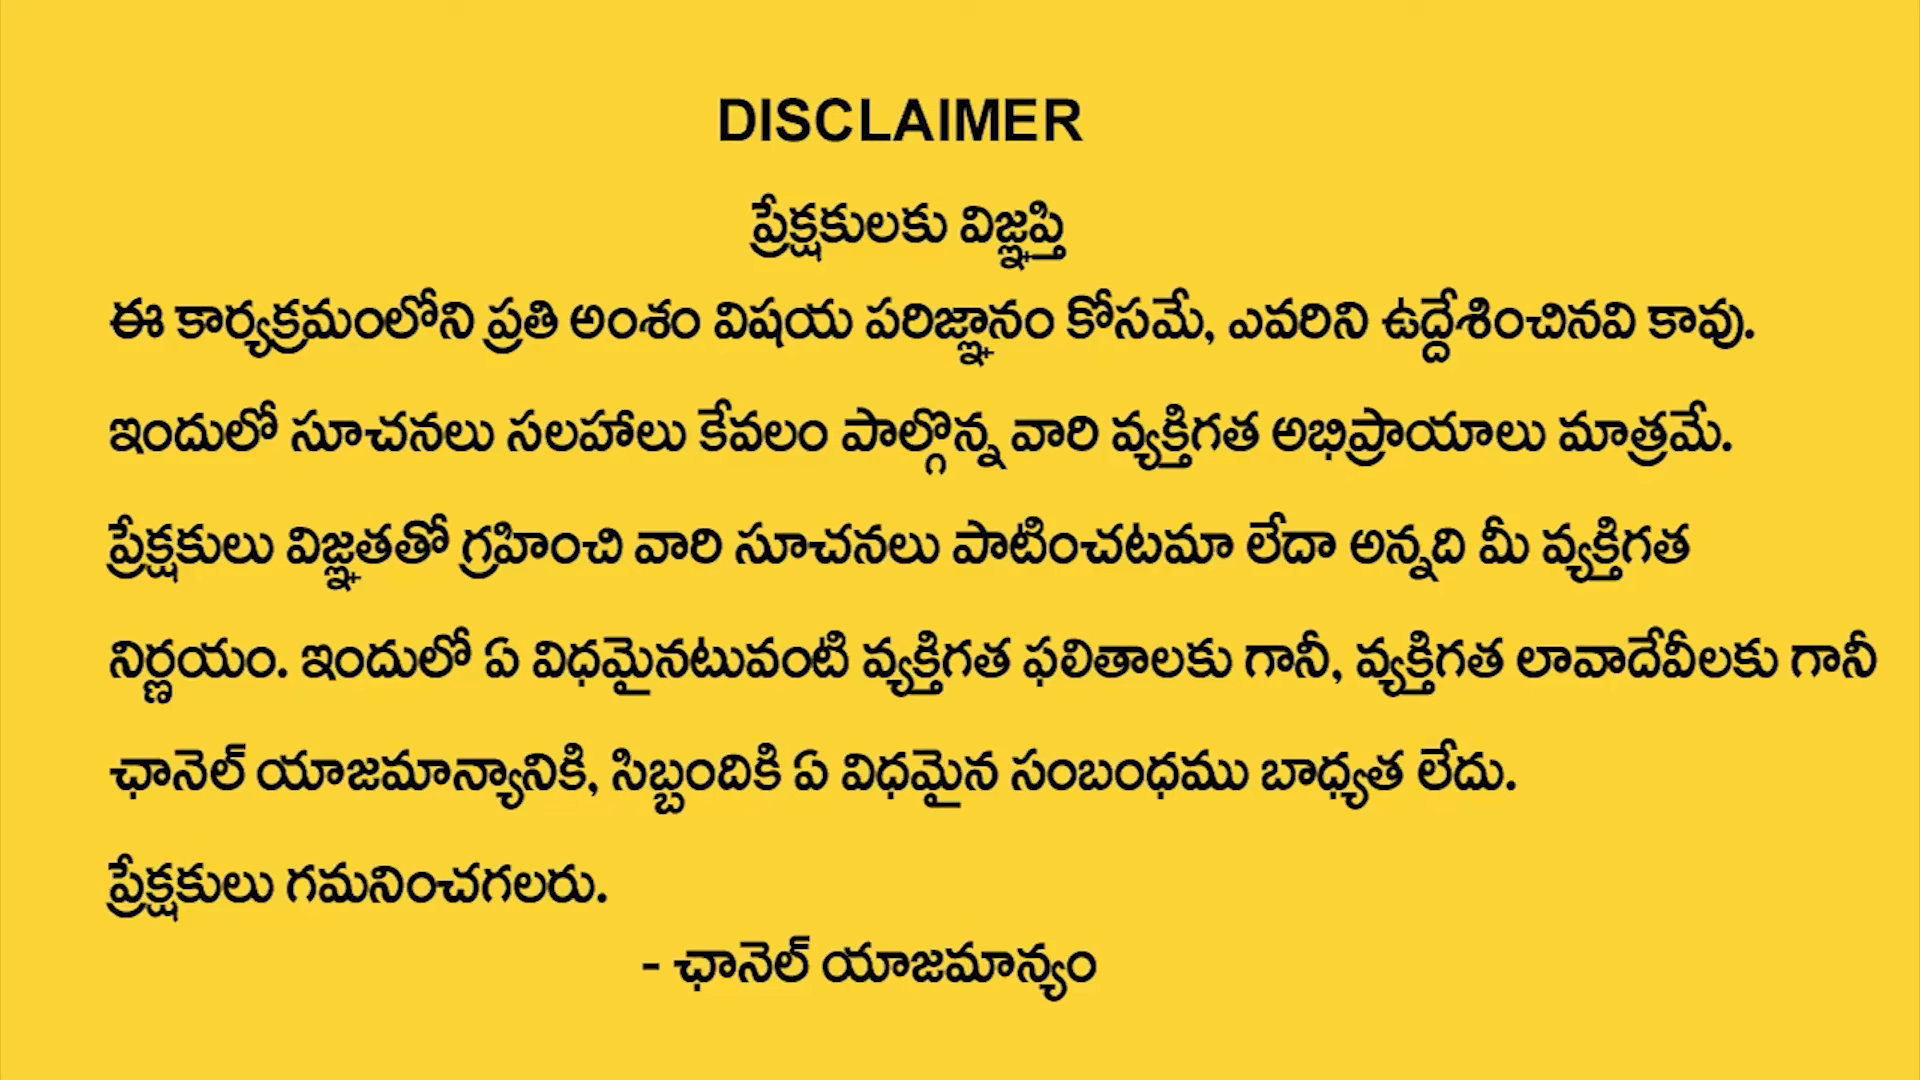 DISCLAIMER
ప్రేక్షకులకు విజ్ఞప్తి
ఈ కార్యక్రమంలోని ప్రతి అంశం విషయ పరిజ్ఞానం కోసమే, ఎవరిని ఉద్దేశించినవి కావు.
ఇందులో సూచనలు సలహాలు కేవలం పాల్గొన్న వారి వ్యక్తిగత అభిప్రాయాలు మాత్రమే.
ప్రేక్షకులు విజ్ఞతతో గ్రహించి వారి సూచనలు పాటించటమా లేదా అన్నది మీ వ్యక్తిగత
నిర్ణయం. ఇందులో ఏ విధమైనటువంటి వ్యక్తిగత ఫలితాలకు గానీ, వ్యక్తిగత లావాదేవీలకు గానీ
ఛానెల్ యాజమాన్యానికి, సిబ్బందికి ఏ విధమైన సంబంధము బాధ్యత లేదు.
ప్రేక్షకులు గమనించగలరు.
- ఛానెల్ యాజమాన్యం